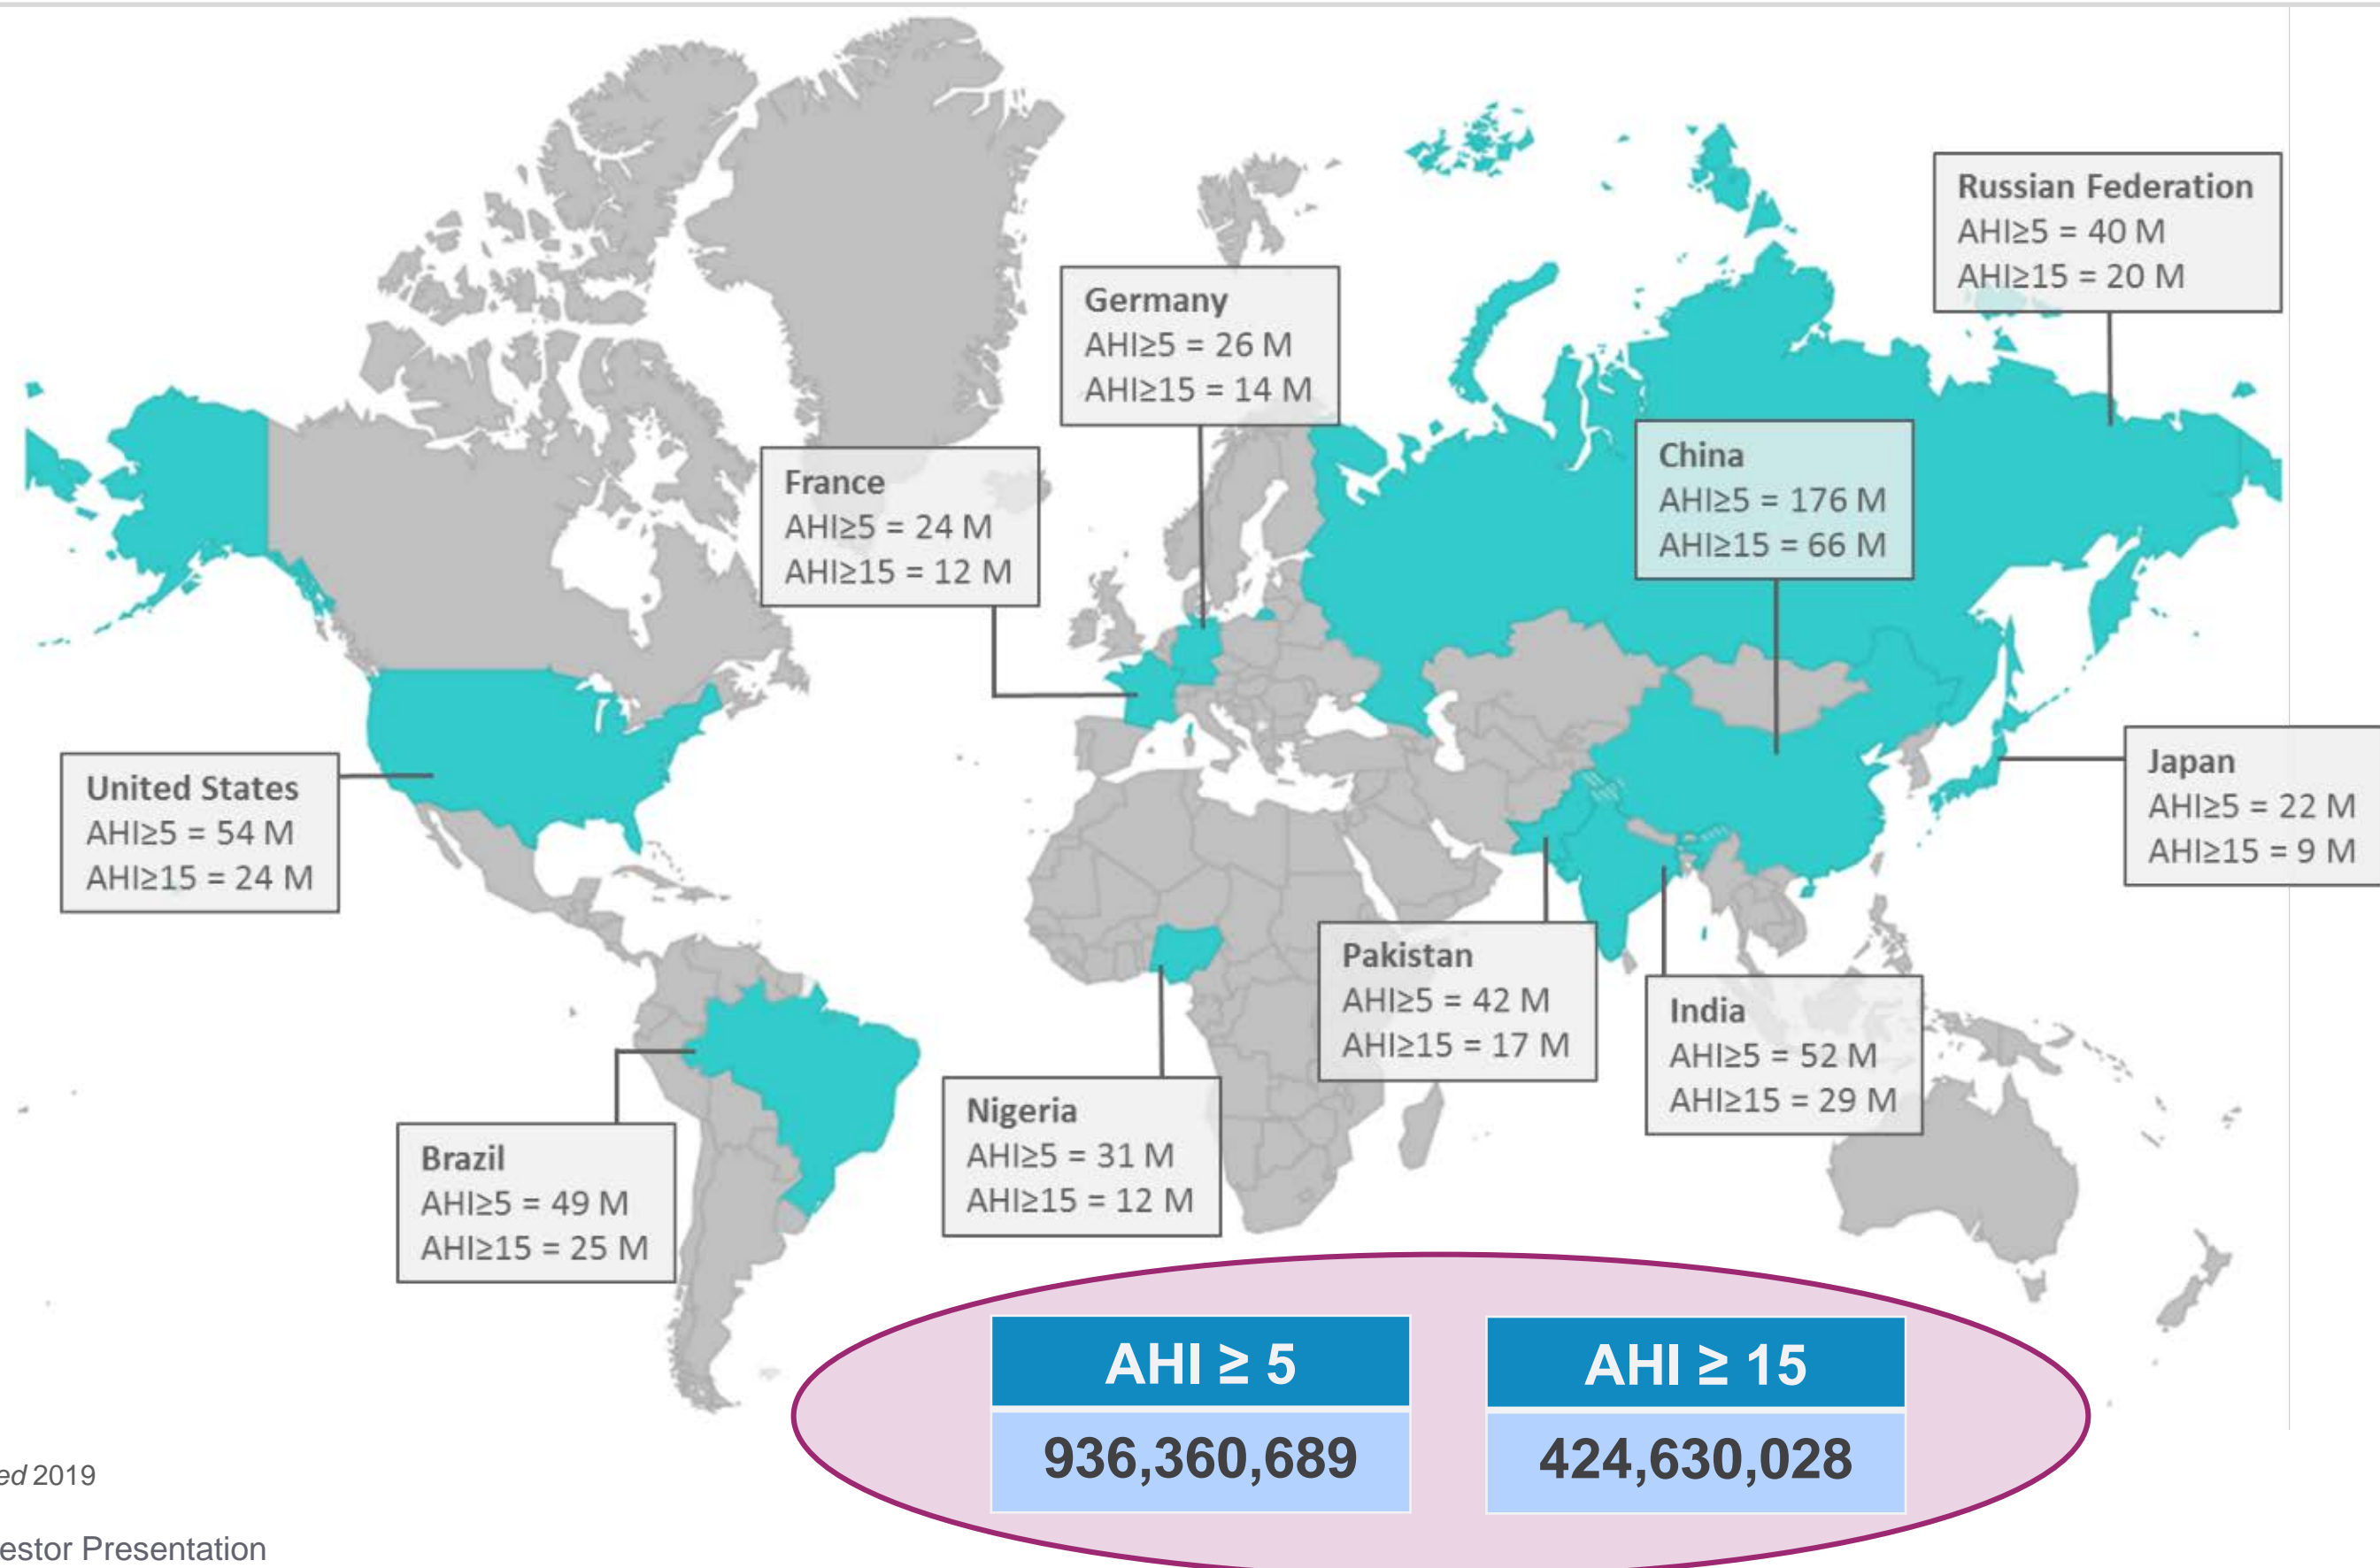 Russian Federation
AHI≥5 = 40 M
AHI≥15 = 20 M
Germany
AHI≥5 = 26 M
AHI≥15 = 14 M
China
AHI≥5 = 176 M
AHI≥15 = 66 M
France
AHI≥5 = 24 M
AHI≥15 = 12 M
United States
AHI≥5 = 54 M
AHI≥15 = 24 M
Japan
AHI≥5 = 22 M
AHI≥15 = 9 M
Pakistan
AHI≥5 = 42 M
AHI≥15 = 17 M
India
AHI≥5 = 52 M
AHI≥15 = 29 M
Nigeria
AHI≥5 = 31 M
AHI≥15 = 12 M
Brazil
AHI≥5 = 49 M
AHI≥15 = 25 M
AHI ≥ 5
936,360,689
AHI ≥ 15
424,630,028
ed 2019
estor Presentation